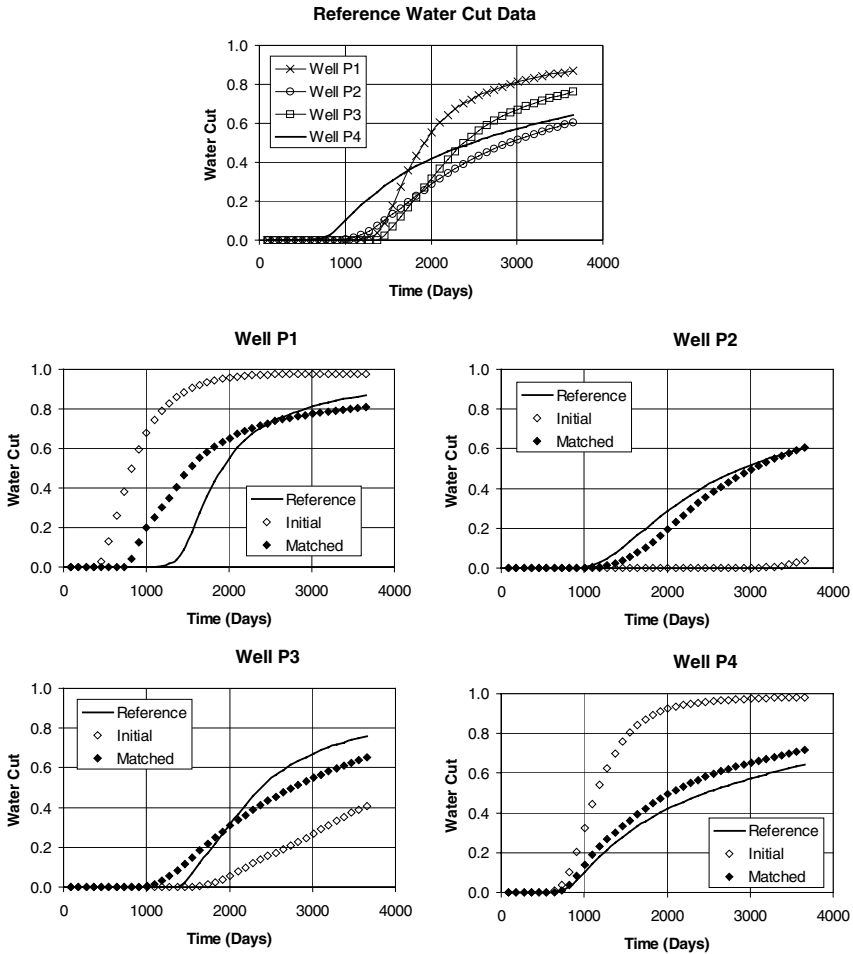 Reference Water Cut Data
1.0
0.8
0.6
0.4
0.2
0.0
Water Cut
Well P1
Well P2
Well P3
Well P4
0 1000 2000 3000 4000
Time (Days)
Well P1
1.0
0.8
0.6
0.4
0.2
0.0
Water Cut
Reference
Initial
Matched
0 1000 2000 3000 4000
Time (Days)
Well P2
1.0
0.8
0.6
0.4
0.2
0.0
Water Cut
Reference
Initial
Matched
0 1000 2000 3000 4000
Time (Days)
Well P3
1.0
0.8
0.6
0.4
0.2
0.0
Water Cut
Reference
Initial
Matched
0 1000 2000 3000 4000
Time (Days)
Well P4
1.0
0.8
0.6
0.4
0.2
0.0
Water Cut
Reference
Initial
Matched
0 1000 2000 3000 4000
Time (Days)